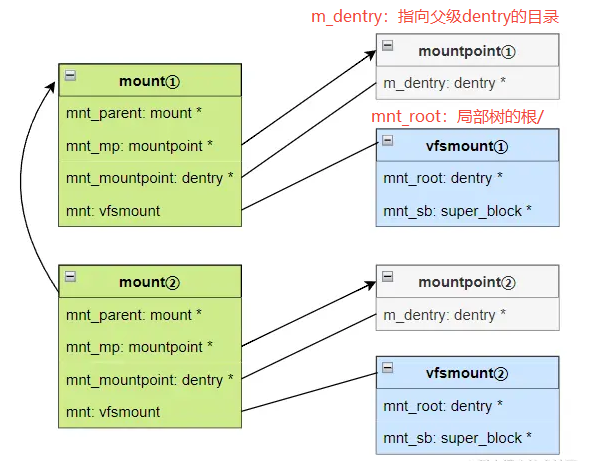 m_dentry：指向父级dentry的目录
mountpoint①
m_dentry: dentry *
mount①
mnt_parent: mount *
mnt_mp: mountpoint *
mnt_mountpoint: dentry *
mnt: vfsmount
mnt_root：局部树的根/
vfsmount①
mnt_root: dentry *
mnt_sb: super_block *
mount②
mnt_parent: mount *
mnt_mp: mountpoint *
mnt_mountpoint: dentry *
mnt: vfsmount
mountpoint②
m_dentry: dentry *
vfsmount②
mnt_root: dentry *
mnt_sb: super_block *